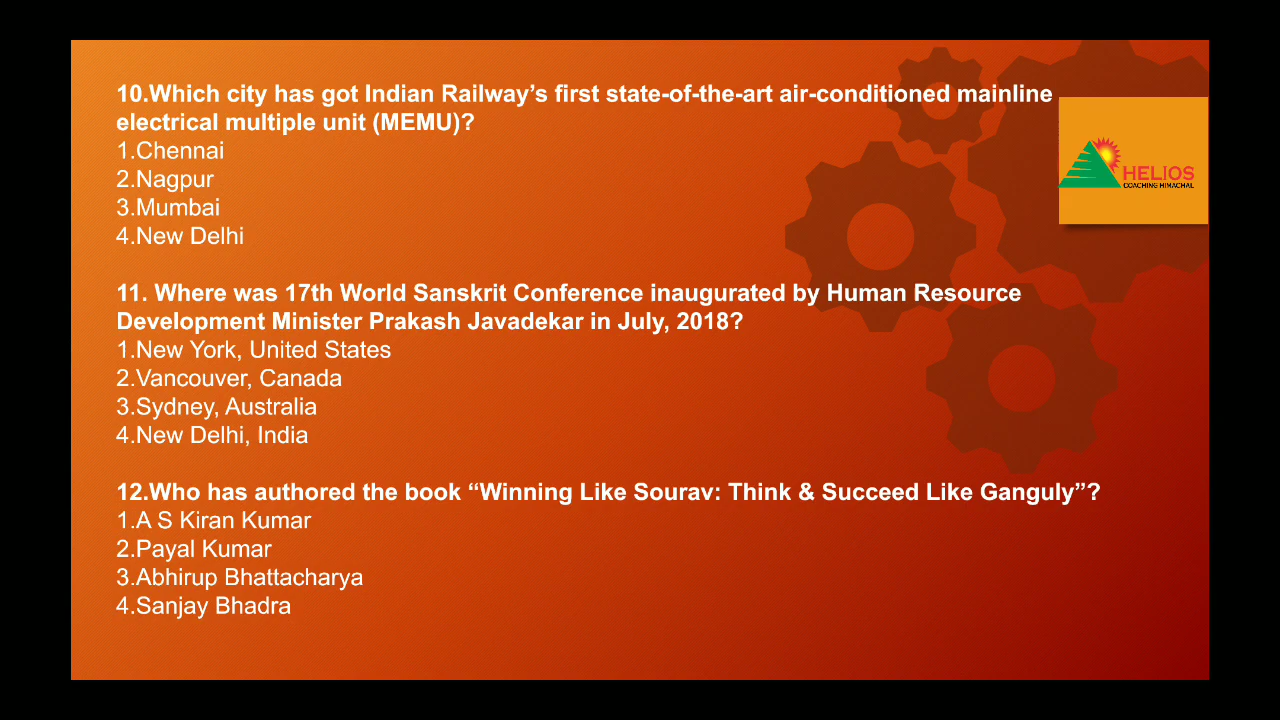 10.Which city has got Indian Railway’s first state-of-the-art air-conditioned mainline
electrical multiple unit (MEMU)?
1.Chennai
2.Nagpur
3.Mumbai
4.New Delhi
HELIOS
COACHING HIMACHAL
11. Where was 17th World Sanskrit Conference inaugurated by Human Resource
Development Minister Prakash Javadekar in July, 2018?
1.New York, United States
2.Vancouver, Canada
3.Sydney, Australia
4.New Delhi, India
12.Who has authored the book “Winning Like Sourav: Think & Succeed Like Ganguly”?
1.A S Kiran Kumar
2.Payal Kumar
3.Abhirup Bhattacharya
4.Sanjay Bhadra